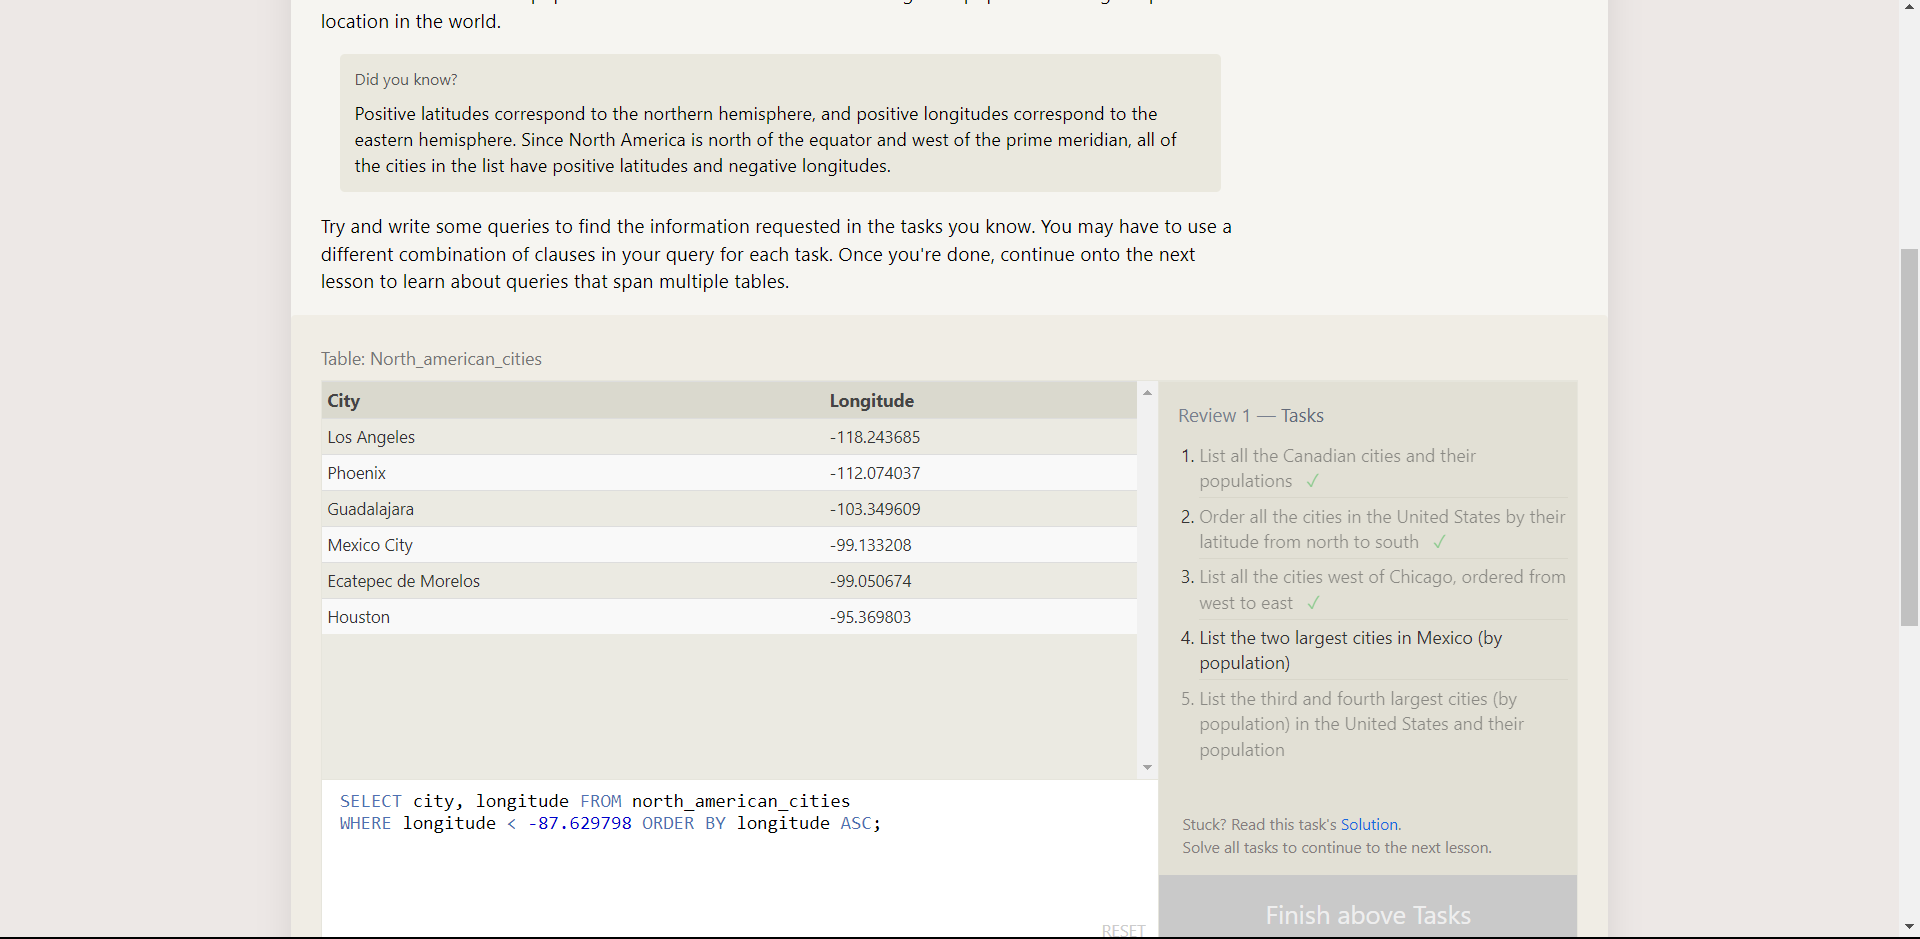 location in the world.
Did you know?
Positive latitudes correspond to the northern hemisphere, and positive longitudes correspond to the
eastern hemisphere. Since North America is north of the equator and west of the prime meridian, all of
the cities in the list have positive latitudes and negative longitudes.
Try and write some queries to find the information requested in the tasks you know. You may have to use a
different combination of clauses in your query for each task. Once you're done, continue onto the next
lesson to learn about queries that span multiple tables.
Table: North_american_cities
City Longitude
Los Angeles -118.243685
Phoenix -112.074037
Guadalajara -103.349609
Mexico City -99.133208
Ecatepec de Morelos -99.050674
Houston -95.369803
SELECT city, longitude FROM north_american_cities
WHERE longitude < -87.629798 ORDER BY longitude ASC;
RESET
Review 1 — Tasks
1. List all the Canadian cities and their
populations ✓
2. Order all the cities in the United States by their
latitude from north to south ✓
3. List all the cities west of Chicago, ordered from
west to east ✓
4. List the two largest cities in Mexico (by
population)
5. List the third and fourth largest cities (by
population) in the United States and their
population
Stuck? Read this task's Solution.
Solve all tasks to continue to the next lesson.
Finish above Tasks